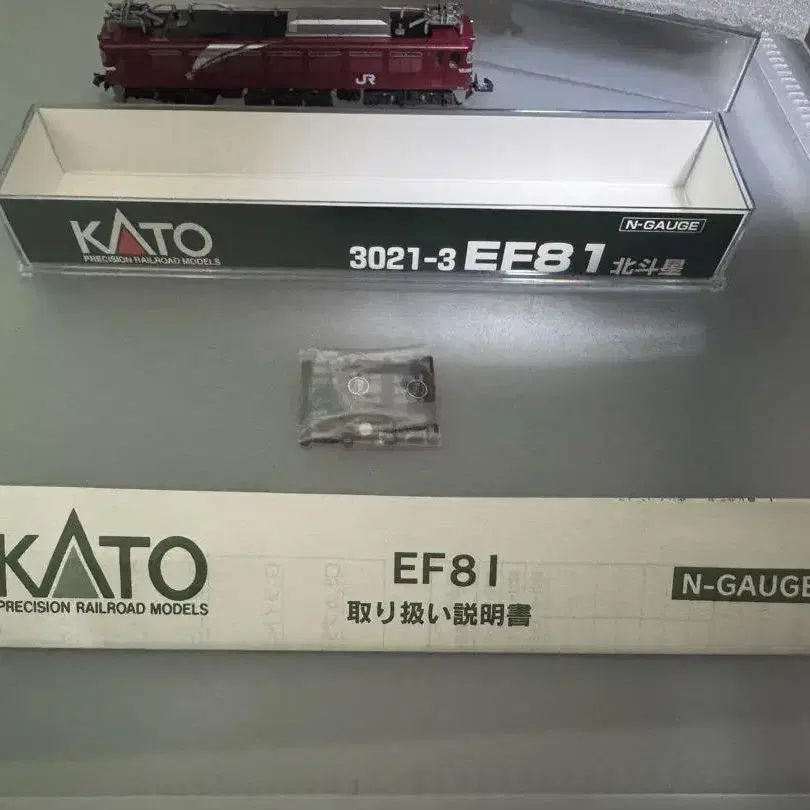 JR
N-GAUGE
KATO
PRECISION RAILROAD MODELS
3021-3 EF81 北斗星
KATO
PRECISION RAILROAD MODELS
EF81
取り扱い説明書
N-GAUGE